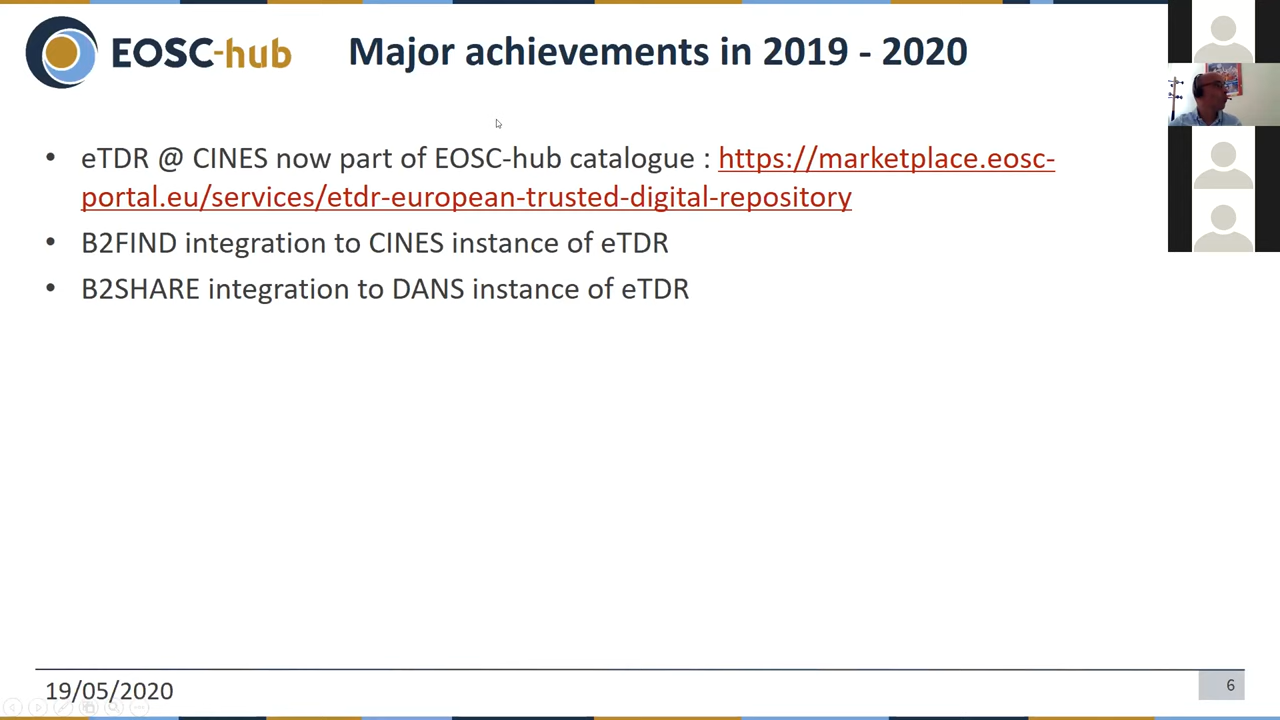 EOSC-hub
Major achievements in 2019 - 2020
• eTDR @ CINES now part of EOSC-hub catalogue : https://marketplace.eosc-
portal.eu/services/etdr-european-trusted-digital-repository
• B2FIND integration to CINES instance of eTDR
• B2SHARE integration to DANS instance of eTDR
19/05/2020
6